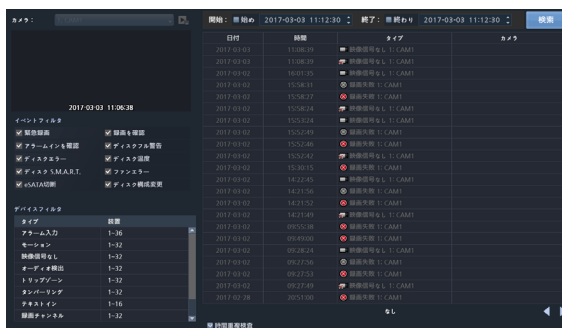 カメラ :
1. CAM1
開始: 始め 2017-03-03 11:12:30 終了: 終わり 2017-03-03 11:12:30 検索
2017-03-03 11:06:38
イベントフィルタ
緊急録画 録画を確認
アラームインを確認 ディスクフル警告
ディスクエラー ディスク温度
ディスク S.M.A.R.T. ファンエラー
eSATA切断 ディスク構成変更
デバイスフィルタ
タイプ 装置
アラーム入力 1-36
モーション 1-32
映像信号なし 1-32
オーディオ検出 1-32
トリップゾーン 1-32
タンパーリング 1-32
テキストイン 1-16
録画チャンネル 1-32
日付 時間 タイプ カメラ
2017-03-03 11:08:39 映像信号なし 1: CAM1
2017-03-03 11:08:39 映像信号なし 1: CAM1
2017-03-02 16:01:35 映像信号なし 1: CAM1
2017-03-02 15:58:31 録画失敗 1: CAM1
2017-03-02 15:58:27 録画失敗 1: CAM1
2017-03-02 15:58:24 映像信号なし 1: CAM1
2017-03-02 15:53:24 映像信号なし 1: CAM1
2017-03-02 15:52:49 録画失敗 1: CAM1
2017-03-02 15:52:46 録画失敗 1: CAM1
2017-03-02 15:52:42 映像信号なし 1: CAM1
2017-03-02 15:30:15 録画失敗 1: CAM1
2017-03-02 14:22:45 映像信号なし 1: CAM1
2017-03-02 14:21:56 録画失敗 1: CAM1
2017-03-02 14:21:52 録画失敗 1: CAM1
2017-03-02 14:21:49 映像信号なし 1: CAM1
2017-03-02 09:55:38 録画失敗 1: CAM1
2017-03-02 09:49:00 録画失敗 1: CAM1
2017-03-02 09:28:24 映像信号なし 1: CAM1
2017-03-02 09:27:56 録画失敗 1: CAM1
2017-03-02 09:27:53 録画失敗 1: CAM1
2017-03-02 09:27:49 映像信号なし 1: CAM1
2017-02-28 20:51:00 録画失敗 1: CAM1
なし
時間重複検査